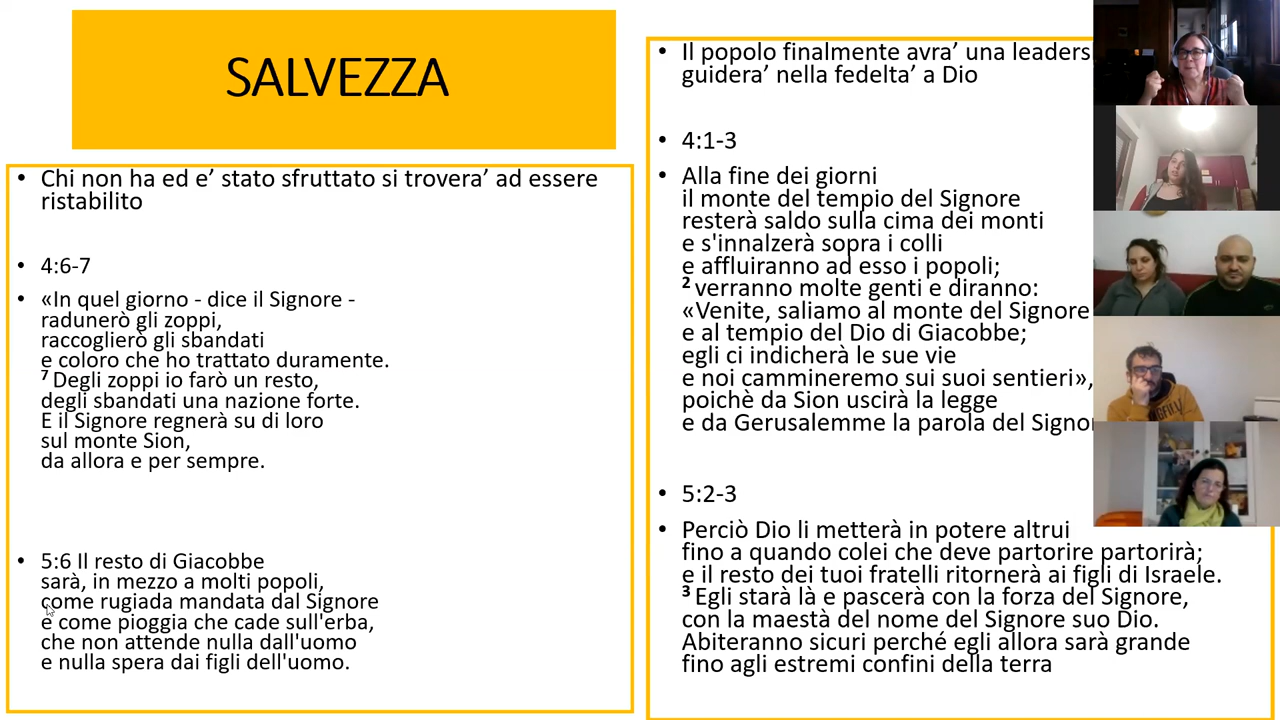 SALVEZZA
• Chi non ha ed e’ stato sfruttato si trovera’ ad essere
ristabilito
• 4:6-7
• «In quel giorno - dice il Signore -
radunerò gli zoppi,
raccoglierò gli sbandati
e coloro che ho trattato duramente.
⁷ Degli zoppi io farò un resto,
degli sbandati una nazione forte.
E il Signore regnerà su di loro
sul monte Sion,
da allora e per sempre.
• 5:6 Il resto di Giacobbe
sarà, in mezzo a molti popoli,
come rugiada mandata dal Signore
e come pioggia che cade sull'erba,
che non attende nulla dall'uomo
e nulla spera dai figli dell'uomo.
• Il popolo finalmente avra’ una leaders
guidera’ nella fedelta’ a Dio
• 4:1-3
• Alla fine dei giorni
il monte del tempio del Signore
resterà saldo sulla cima dei monti
e s'innalzerà sopra i colli
e affluiranno ad esso i popoli;
² verranno molte genti e diranno:
«Venite, saliamo al monte del Signore
e al tempio del Dio di Giacobbe;
egli ci indicherà le sue vie
e noi cammineremo sui suoi sentieri»,
poichè da Sion uscirà la legge
e da Gerusalemme la parola del Signor
• 5:2-3
• Perciò Dio li metterà in potere altrui
fino a quando colei che deve partorire partorirà;
e il resto dei tuoi fratelli ritornerà ai figli di Israele.
³ Egli starà là e pascerà con la forza del Signore,
con la maestà del nome del Signore suo Dio.
Abiteranno sicuri perché egli allora sarà grande
fino agli estremi confini della terra